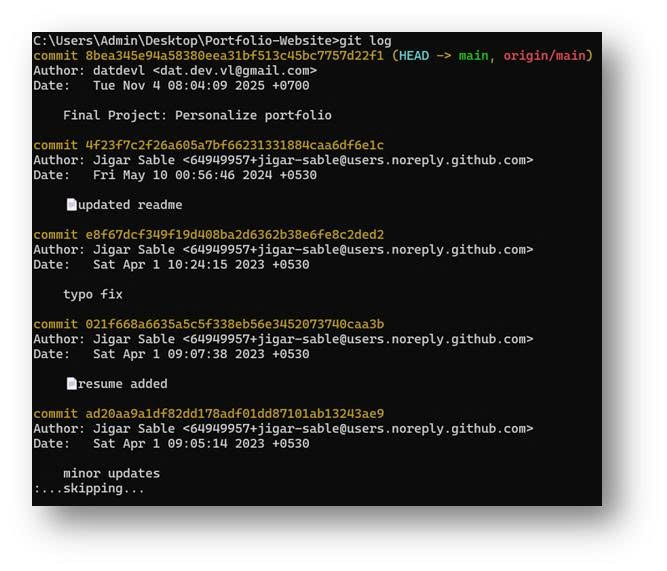 C:\Users\Admin\Desktop\Portfolio-Website>git log
commit 8bea345e94a58380eea31bf513c45bc7757d22f1 (HEAD -> main, origin/main)
Author: datdevl <dat.dev.vl@gmail.com>
Date:   Tue Nov 4 08:04:09 2025 +0700
    Final Project: Personalize portfolio
commit 4f23f7c2f26a605a7bf66231331884caa6df6e1c
Author: Jigar Sable <64949957+jigar-sable@users.noreply.github.com>
Date:   Fri May 10 00:56:46 2024 +0530
    📄updated readme
commit e8f67dcf349f19d408ba2d6362b38e6fe8c2ded2
Author: Jigar Sable <64949957+jigar-sable@users.noreply.github.com>
Date:   Sat Apr 1 10:24:15 2023 +0530
    typo fix
commit 021f668a6635a5c5f338eb56e3452073740caa3b
Author: Jigar Sable <64949957+jigar-sable@users.noreply.github.com>
Date:   Sat Apr 1 09:07:38 2023 +0530
    📄resume added
commit ad20aa9a1df82dd178adf01dd87101ab13243ae9
Author: Jigar Sable <64949957+jigar-sable@users.noreply.github.com>
Date:   Sat Apr 1 09:05:14 2023 +0530
    minor updates
:...skipping...